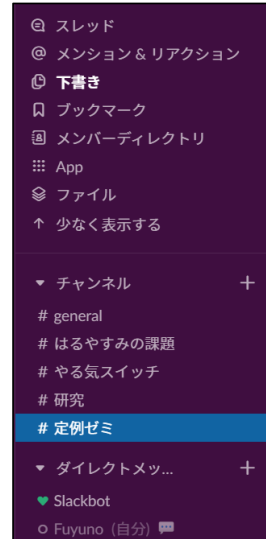 スレッド
@ メンション & リアクション
下書き
ブックマーク
メンバーディレクトリ
App
ファイル
↑ 少なく表示する
▼ チャンネル +
# general
# はるやすみの課題
# やる気スイッチ
# 研究
# 定例ゼミ
▼ ダイレクトメッ... +
Slackbot
Fuyuno (自分)